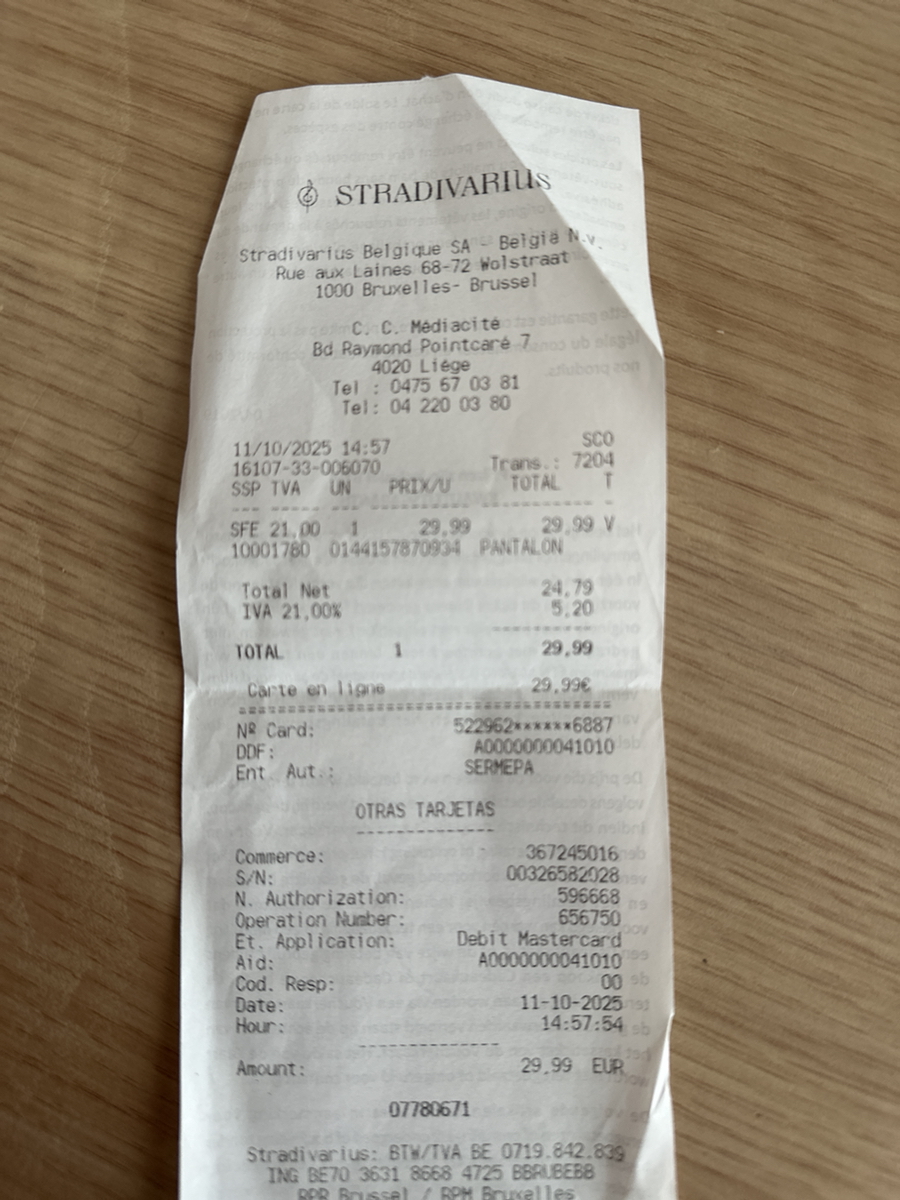 STRADIVARIUS
Stradivarius Belgique SA - België N.v.
Rue aux Laines 68-72 Wolstraat
1000 Bruxelles- Brussel
C. C. Médiacité
Bd Raymond Pointcaré 7
4020 Liége
Tel : 0475 67 03 81
Tel: 04 220 03 80
11/10/2025 14:57 SCO
16107-33-006070 Trans.: 7204
SSP TVA UN PRIX/U TOTAL T
--- ----- --- ------- --------- -
SFE 21,00 1 29,99 29,99 V
10001780 0144157870934 PANTALON
Total Net 24,79
IVA 21,00% 5,20
----------
TOTAL 1 29,99
Carte en ligne 29,99€
======================================
Nº Card: 522962******6887
DDF: A0000000041010
Ent. Aut.: SERMEPA
OTRAS TARJETAS
--------------
Commerce: 367245016
S/N: 00326582028
N. Authorization: 596668
Operation Number: 656750
Et. Application: Debit Mastercard
Aid: A0000000041010
Cod. Resp: 00
Date: 11-10-2025
Hour: 14:57:54
--------------
Amount: 29,99 EUR
07780671
Stradivarius: BTW/TVA BE 0719.842.839
ING BE70 3631 8668 4725 BBRUBEBB
RPR Brussel / RPM Bruxelles